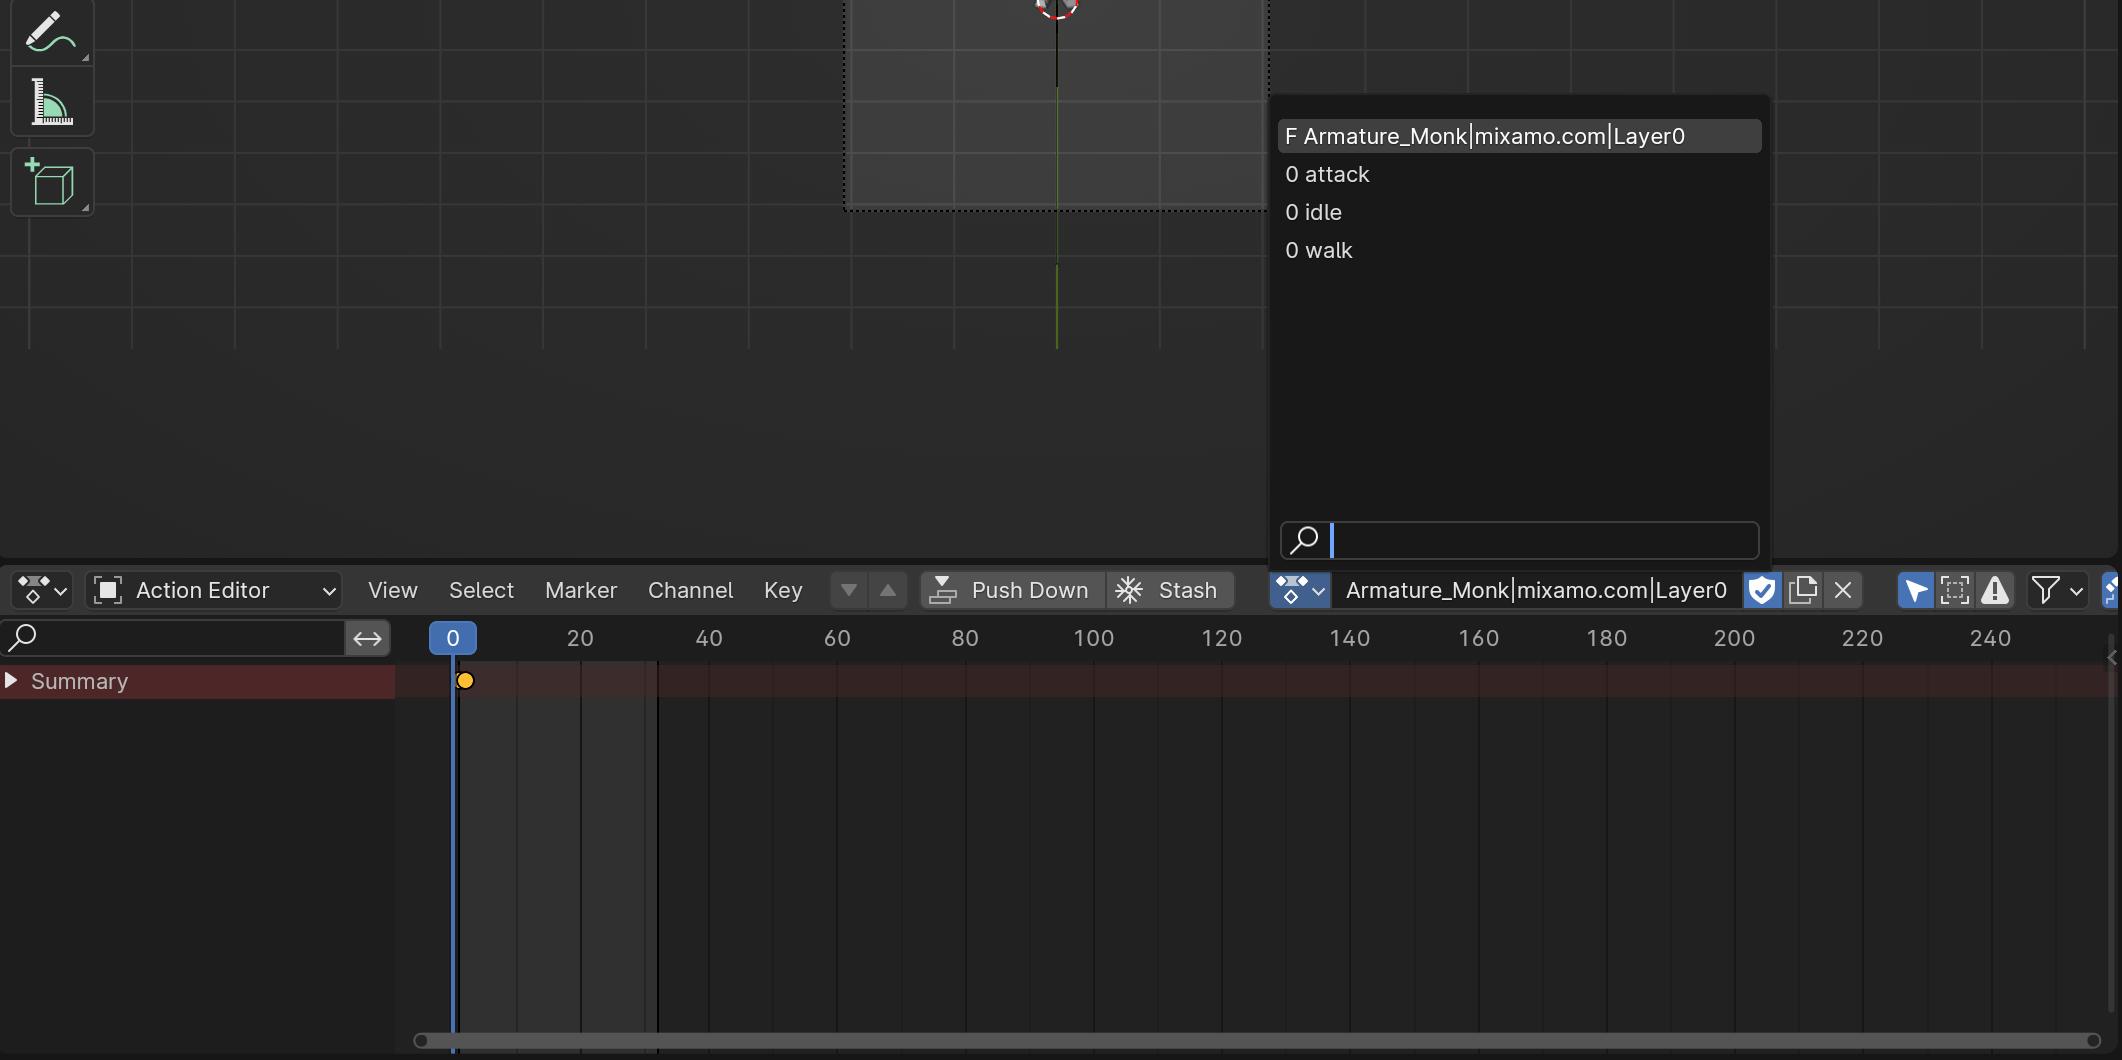 F Armature_Monk|mixamo.com|Layer0
0 attack
0 idle
0 walk
Action Editor View Select Marker Channel Key Push Down Stash Armature_Monk|mixamo.com|Layer0
0 20 40 60 80 100 120 140 160 180 200 220 240
Summary